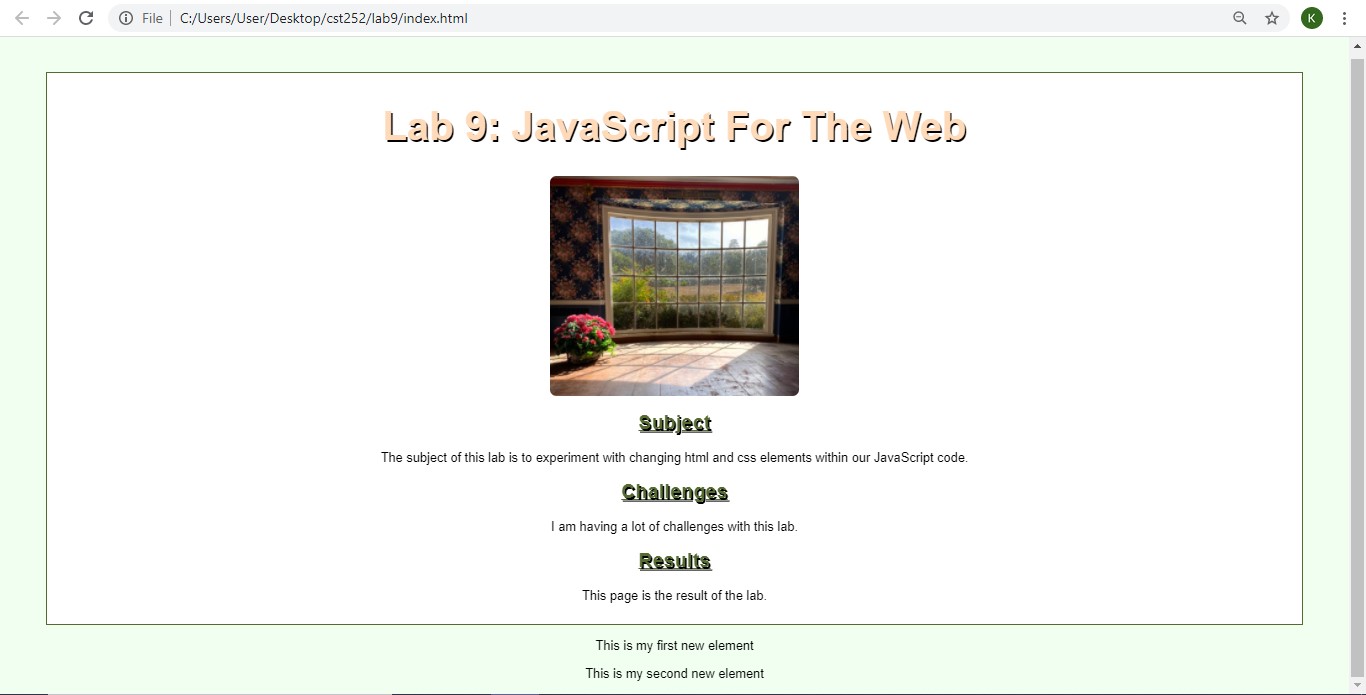 File | C:/Users/User/Desktop/cst252/lab9/index.html
K
Lab 9: JavaScript For The Web
Subject
The subject of this lab is to experiment with changing html and css elements within our JavaScript code.
Challenges
I am having a lot of challenges with this lab.
Results
This page is the result of the lab.
This is my first new element
This is my second new element